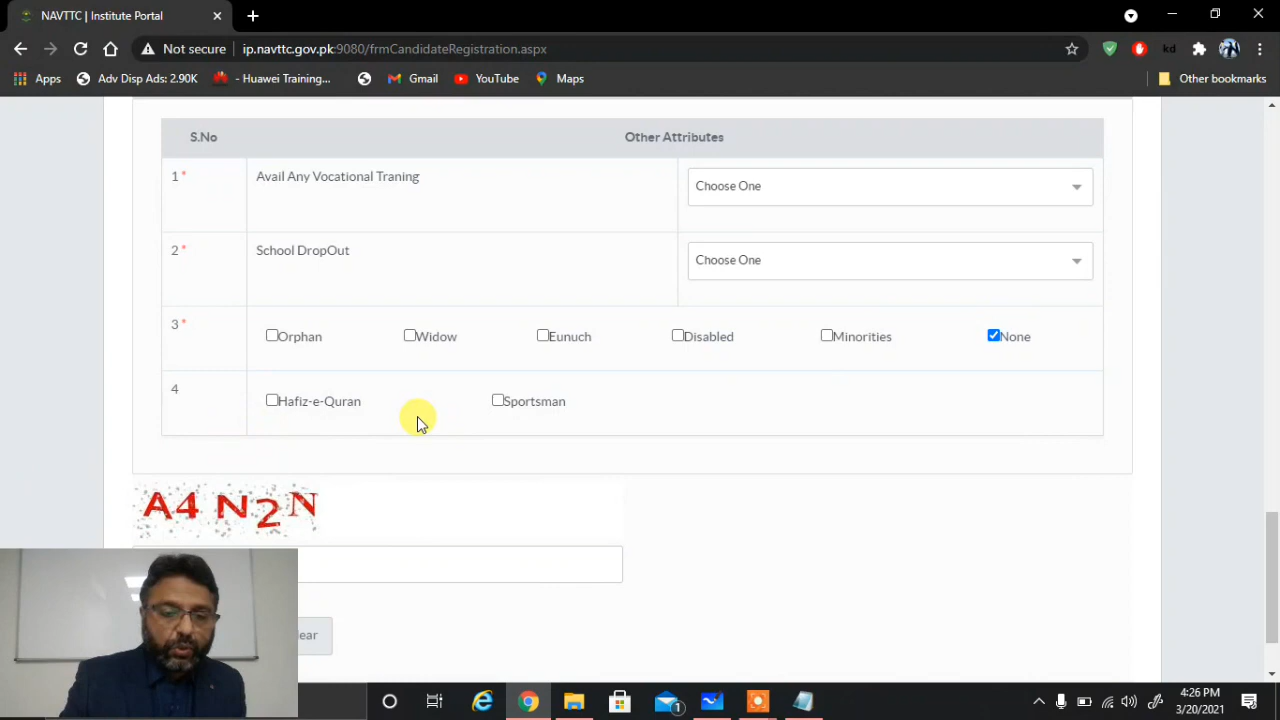 NAVTTC | Institute Portal
Not secure | ip.navttc.gov.pk:9080/frmCandidateRegistration.aspx
kd
Apps Adv Disp Ads: 2.90K - Huawei Training... Gmail YouTube Maps Other bookmarks
S.No Other Attributes
1 * Avail Any Vocational Traning Choose One
2 * School DropOut Choose One
3 * Orphan Widow Eunuch Disabled Minorities None
4 Hafiz-e-Quran Sportsman
A4 N2N
ear
1
4:26 PM
3/20/2021